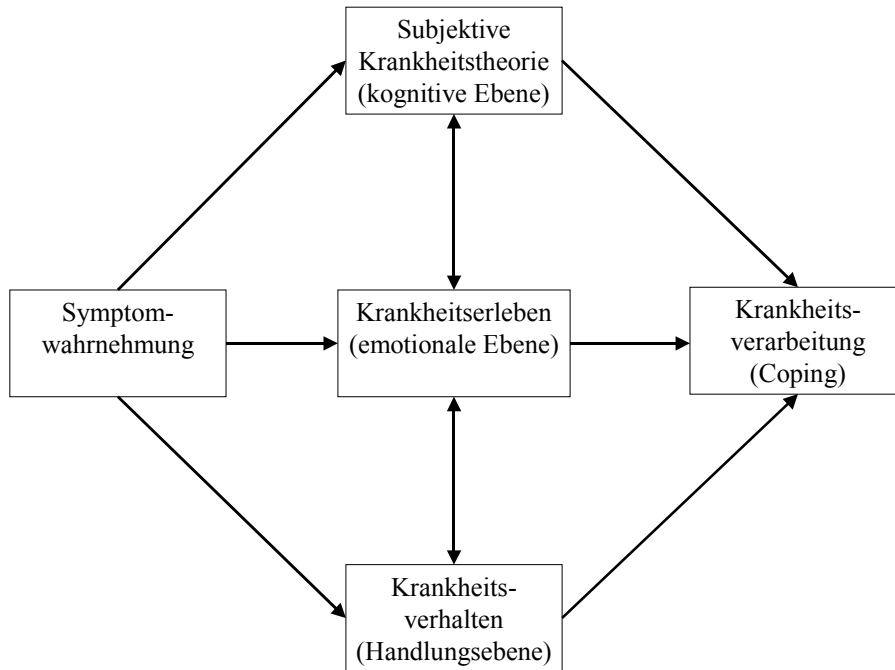 Subjektive
Krankheitstheorie
(kognitive Ebene)
Symptom-
wahrnehmung
Krankheitserleben
(emotionale Ebene)
Krankheits-
verarbeitung
(Coping)
Krankheits-
verhalten
(Handlungsebene)